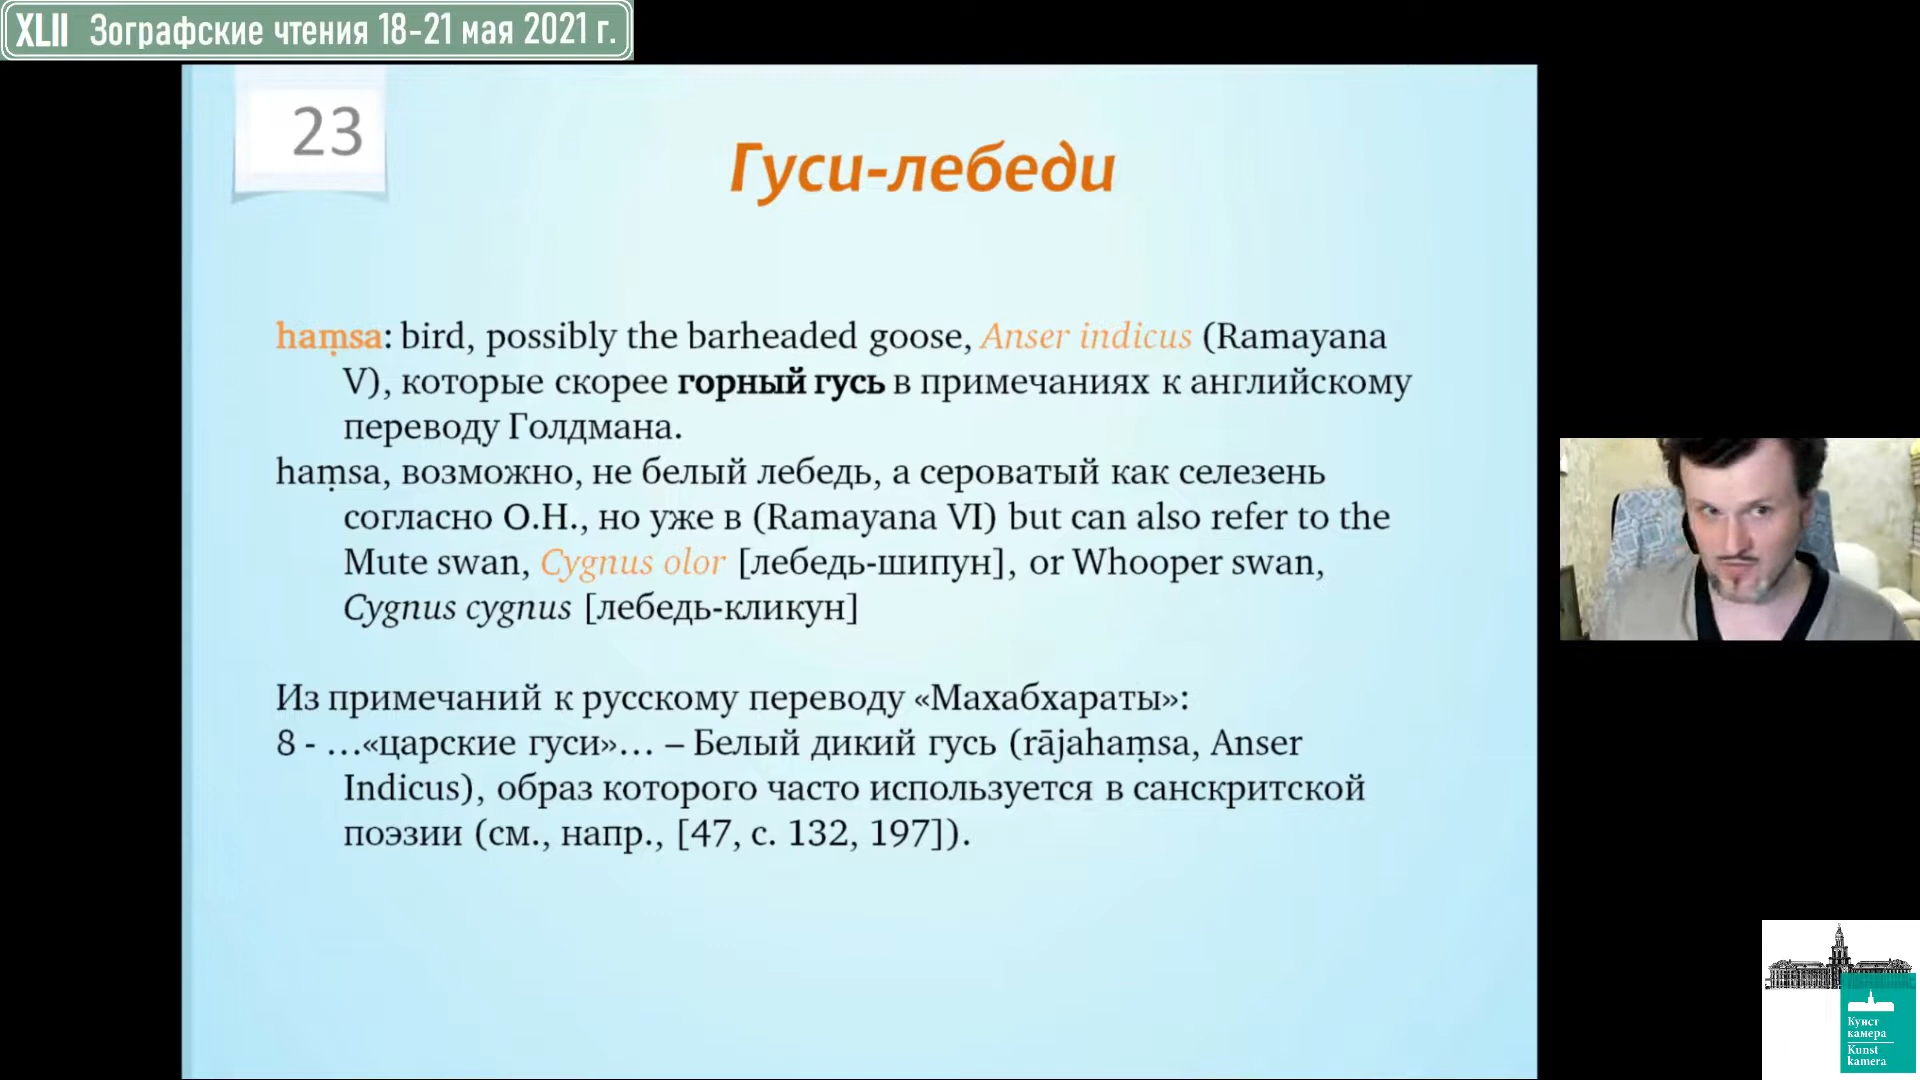 XLII Зографские чтения 18-21 мая 2021 г.
23
Гуси-лебеди
haṃsa: bird, possibly the barheaded goose, Anser indicus (Ramayana
V), которые скорее горный гусь в примечаниях к английскому
переводу Голдмана.
haṃsa, возможно, не белый лебедь, а сероватый как селезень
согласно О.Н., но уже в (Ramayana VI) but can also refer to the
Mute swan, Cygnus olor [лебедь-шипун], or Whooper swan,
Cygnus cygnus [лебедь-кликун]
Из примечаний к русскому переводу «Махабхараты»:
8 - …«царские гуси»… – Белый дикий гусь (rājahaṃsa, Anser
Indicus), образ которого часто используется в санскритской
поэзии (см., напр., [47, с. 132, 197]).
Кунст
камера
Kunst
kamera